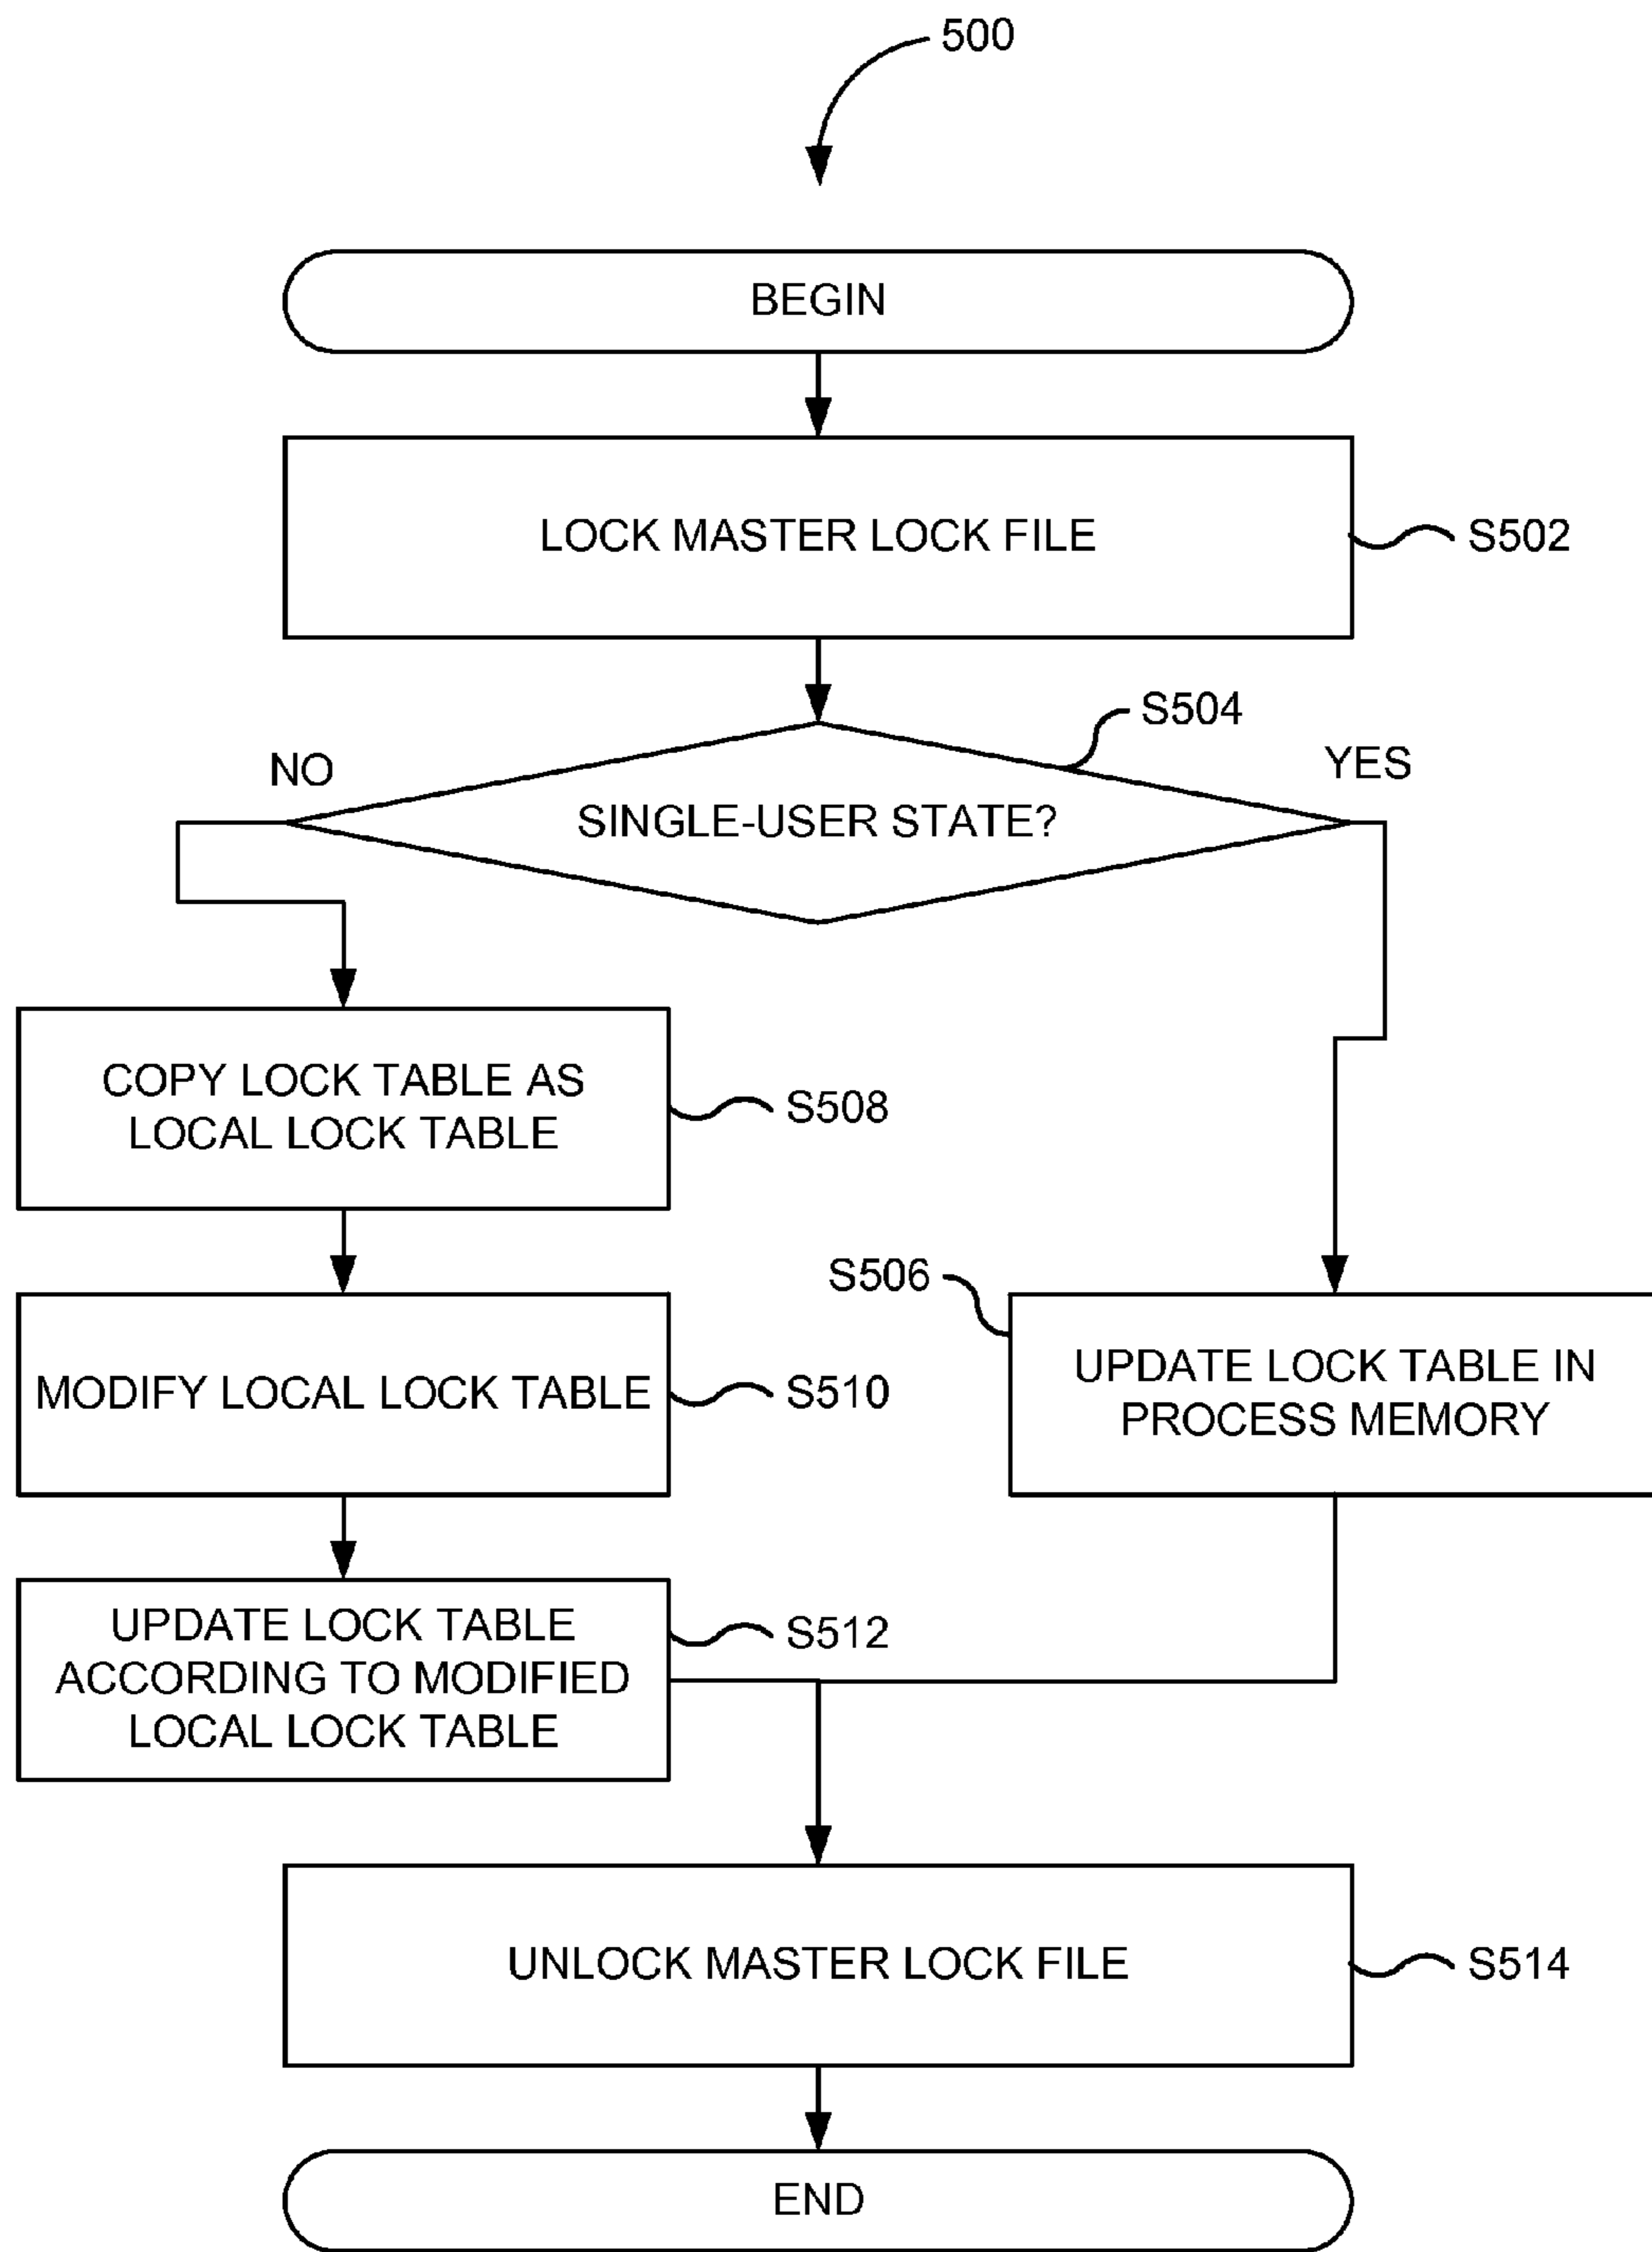 500
BEGIN
LOCK MASTER LOCK FILE
S502
S504
NO
YES
SINGLE-USER STATE?
COPY LOCK TABLE AS
LOCAL LOCK TABLE
S508
S506
UPDATE LOCK TABLE IN
PROCESS MEMORY
MODIFY LOCAL LOCK TABLE
S510
UPDATE LOCK TABLE
ACCORDING TO MODIFIED
LOCAL LOCK TABLE
S512
UNLOCK MASTER LOCK FILE
S514
END